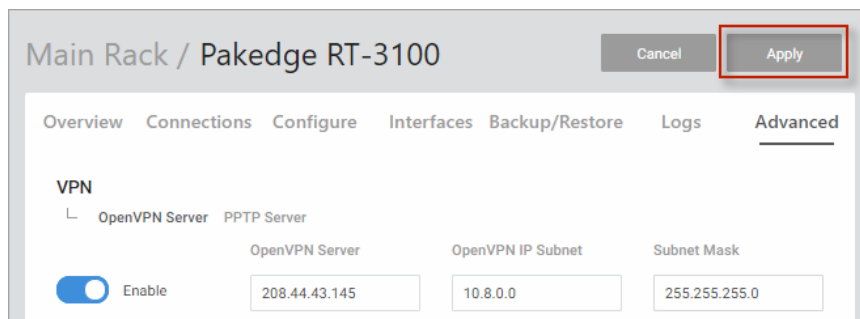 Main Rack / Pakedge RT-3100 Cancel Apply
Overview Connections Configure Interfaces Backup/Restore Logs Advanced
VPN
OpenVPN Server PPTP Server
OpenVPN Server OpenVPN IP Subnet Subnet Mask
Enable 208.44.43.145 10.8.0.0 255.255.255.0